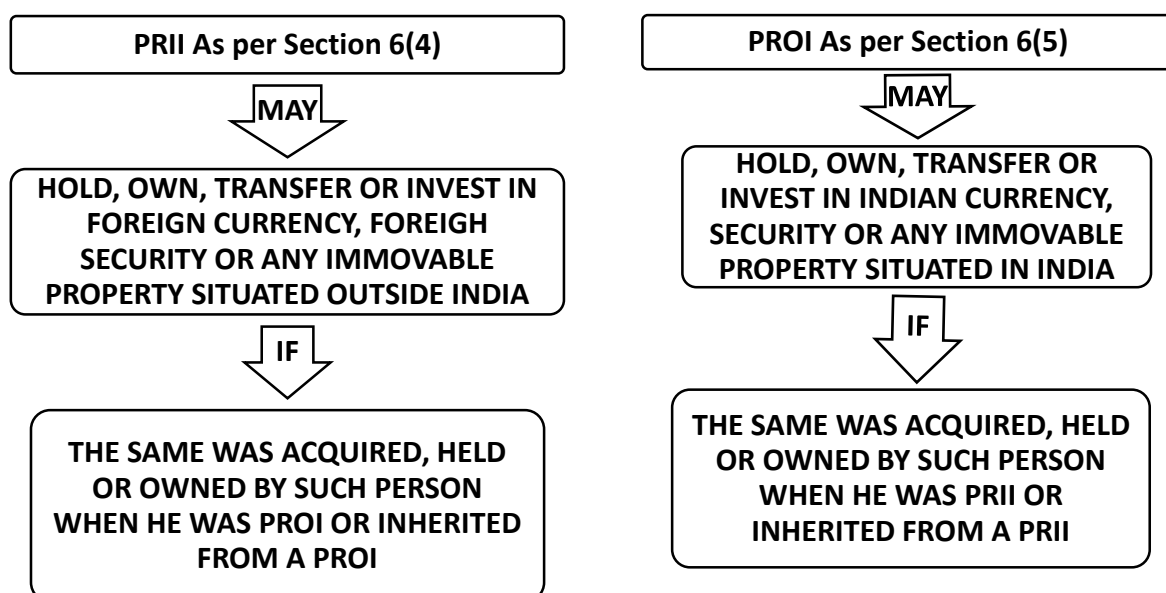 PRII As per Section 6(4)
MAY
HOLD, OWN, TRANSFER OR INVEST IN
FOREIGN CURRENCY, FOREIGH
SECURITY OR ANY IMMOVABLE
PROPERTY SITUATED OUTSIDE INDIA
IF
THE SAME WAS ACQUIRED, HELD
OR OWNED BY SUCH PERSON
WHEN HE WAS PROI OR INHERITED
FROM A PROI
PROI As per Section 6(5)
MAY
HOLD, OWN, TRANSFER OR
INVEST IN INDIAN CURRENCY,
SECURITY OR ANY IMMOVABLE
PROPERTY SITUATED IN INDIA
IF
THE SAME WAS ACQUIRED, HELD
OR OWNED BY SUCH PERSON
WHEN HE WAS PRII OR
INHERITED FROM A PRII